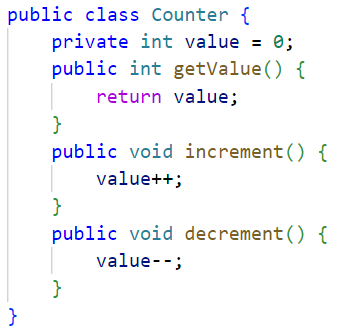 public class Counter {
    private int value = 0;
    public int getValue() {
        return value;
    }
    public void increment() {
        value++;
    }
    public void decrement() {
        value--;
    }
}